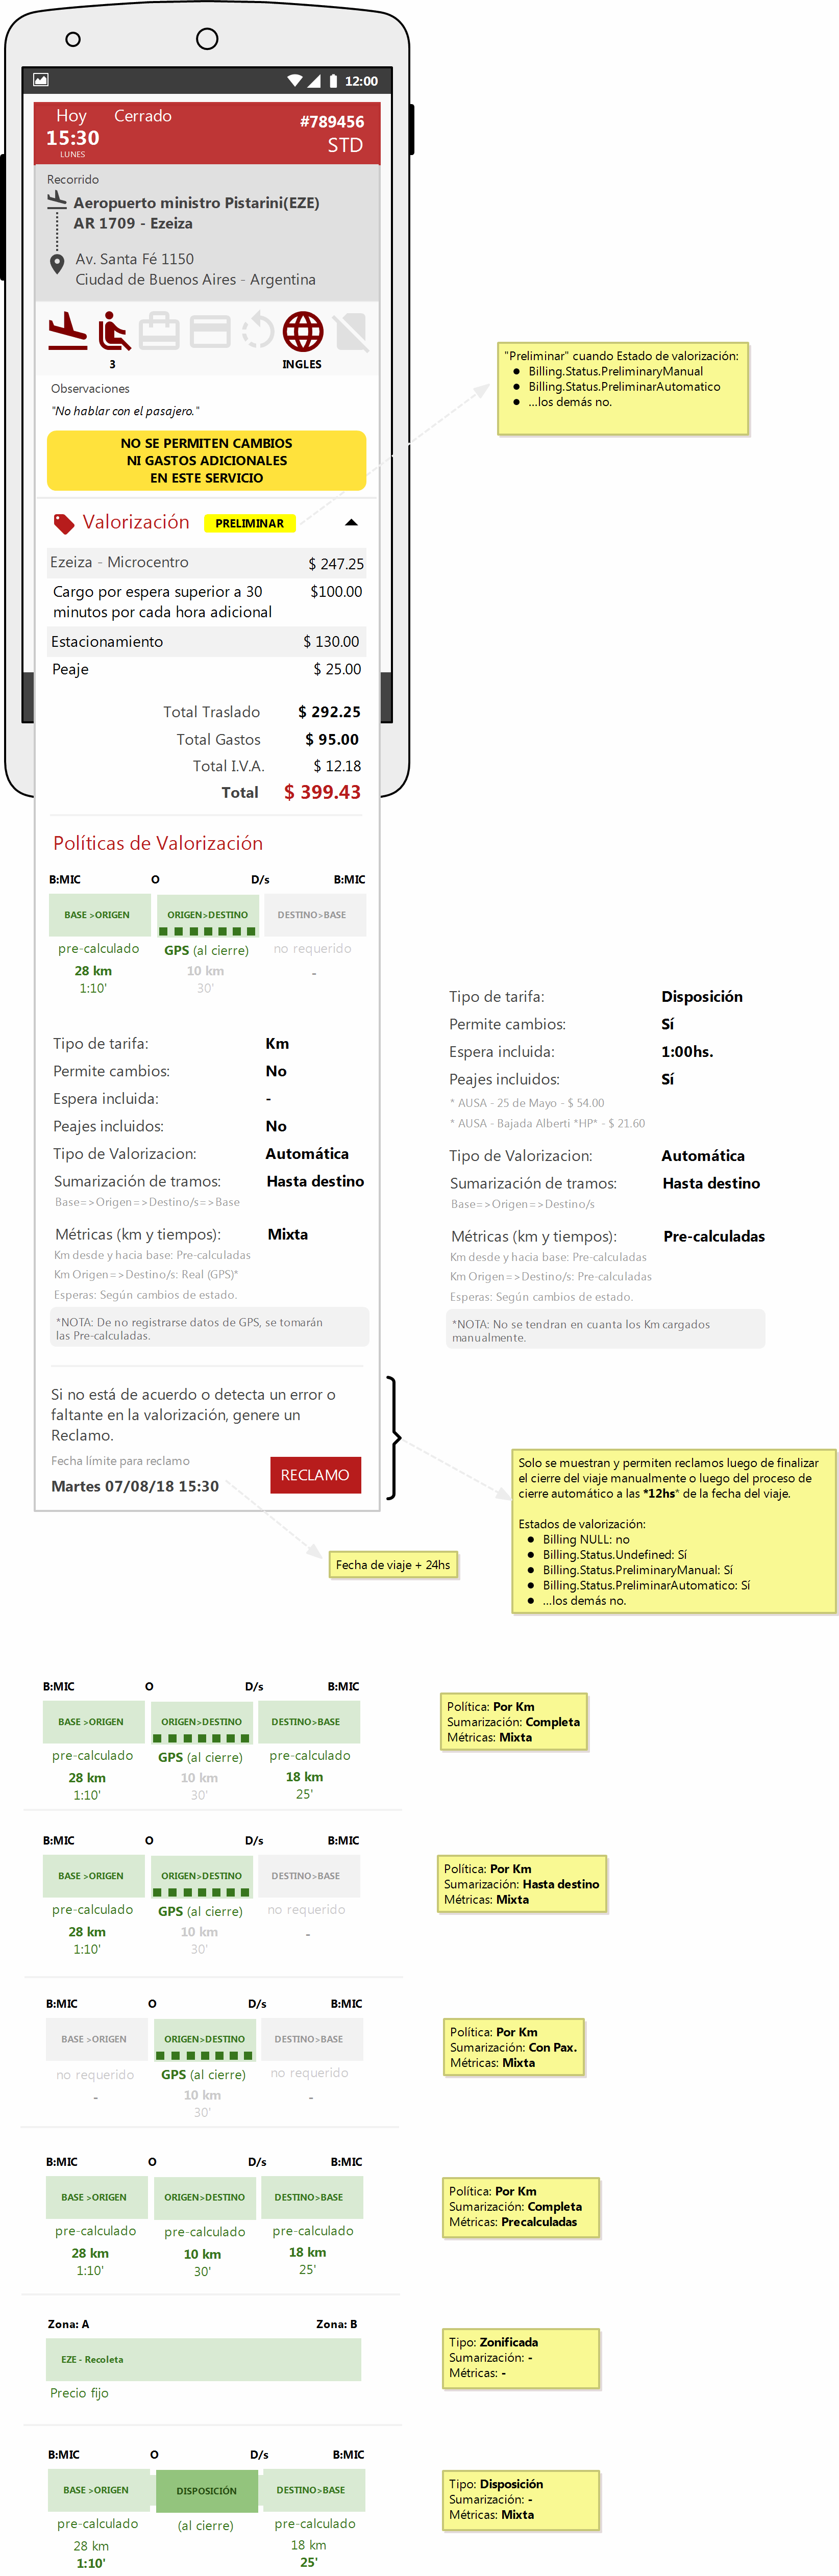 12:00
Hoy Cerrado #789456
15:30 STD
LUNES
Recorrido
Aeropuerto ministro Pistarini(EZE)
AR 1709 - Ezeiza
Av. Santa Fé 1150
Ciudad de Buenos Aires - Argentina
3 INGLES
Observaciones
"No hablar con el pasajero."
NO SE PERMITEN CAMBIOS
NI GASTOS ADICIONALES
EN ESTE SERVICIO
"Preliminar" cuando Estado de valorización:
● Billing.Status.PreliminaryManual
● Billing.Status.PreliminarAutomatico
● ...los demás no.
Valorización PRELIMINAR
Ezeiza - Microcentro $ 247.25
Cargo por espera superior a 30 $100.00
minutos por cada hora adicional
Estacionamiento $ 130.00
Peaje $ 25.00
Total Traslado $ 292.25
Total Gastos $ 95.00
Total I.V.A. $ 12.18
Total $ 399.43
Políticas de Valorización
B:MIC O D/s B:MIC
BASE >ORIGEN ORIGEN>DESTINO DESTINO>BASE
pre-calculado GPS (al cierre) no requerido
28 km 10 km -
1:10' 30'
Tipo de tarifa: Km
Permite cambios: No
Espera incluida: -
Peajes incluidos: No
Tipo de Valorizacion: Automática
Sumarización de tramos: Hasta destino
Base=>Origen=>Destino/s=>Base
Métricas (km y tiempos): Mixta
Km desde y hacia base: Pre-calculadas
Km Origen=>Destino/s: Real (GPS)*
Esperas: Según cambios de estado.
*NOTA: De no registrarse datos de GPS, se tomarán
las Pre-calculadas.
Tipo de tarifa: Disposición
Permite cambios: Sí
Espera incluida: 1:00hs.
Peajes incluidos: Sí
* AUSA - 25 de Mayo - $ 54.00
* AUSA - Bajada Alberti *HP* - $ 21.60
Tipo de Valorizacion: Automática
Sumarización de tramos: Hasta destino
Base=>Origen=>Destino/s
Métricas (km y tiempos): Pre-calculadas
Km desde y hacia base: Pre-calculadas
Km Origen=>Destino/s: Pre-calculadas
Esperas: Según cambios de estado.
*NOTA: No se tendran en cuanta los Km cargados
manualmente.
Si no está de acuerdo o detecta un error o
faltante en la valorización, genere un
Reclamo.
Fecha límite para reclamo
Martes 07/08/18 15:30 RECLAMO
Solo se muestran y permiten reclamos luego de finalizar
el cierre del viaje manualmente o luego del proceso de
cierre automático a las *12hs* de la fecha del viaje.
Estados de valorización:
● Billing NULL: no
● Billing.Status.Undefined: Sí
● Billing.Status.PreliminaryManual: Sí
● Billing.Status.PreliminarAutomatico: Sí
● ...los demás no.
Fecha de viaje + 24hs
B:MIC O D/s B:MIC
BASE >ORIGEN ORIGEN>DESTINO DESTINO>BASE
pre-calculado GPS (al cierre) pre-calculado
28 km 10 km 18 km
1:10' 30' 25'
Política: Por Km
Sumarización: Completa
Métricas: Mixta
B:MIC O D/s B:MIC
BASE >ORIGEN ORIGEN>DESTINO DESTINO>BASE
pre-calculado GPS (al cierre) no requerido
28 km 10 km -
1:10' 30'
Política: Por Km
Sumarización: Hasta destino
Métricas: Mixta
B:MIC O D/s B:MIC
BASE >ORIGEN ORIGEN>DESTINO DESTINO>BASE
no requerido GPS (al cierre) no requerido
- 10 km -
30'
Política: Por Km
Sumarización: Con Pax.
Métricas: Mixta
B:MIC O D/s B:MIC
BASE >ORIGEN ORIGEN>DESTINO DESTINO>BASE
pre-calculado pre-calculado pre-calculado
28 km 10 km 18 km
1:10' 30' 25'
Política: Por Km
Sumarización: Completa
Métricas: Precalculadas
Zona: A Zona: B
EZE - Recoleta
Precio fijo
Tipo: Zonificada
Sumarización: -
Métricas: -
B:MIC O D/s B:MIC
BASE >ORIGEN DISPOSICIÓN DESTINO>BASE
pre-calculado (al cierre) pre-calculado
28 km 18 km
1:10' 25'
Tipo: Disposición
Sumarización: -
Métricas: Mixta